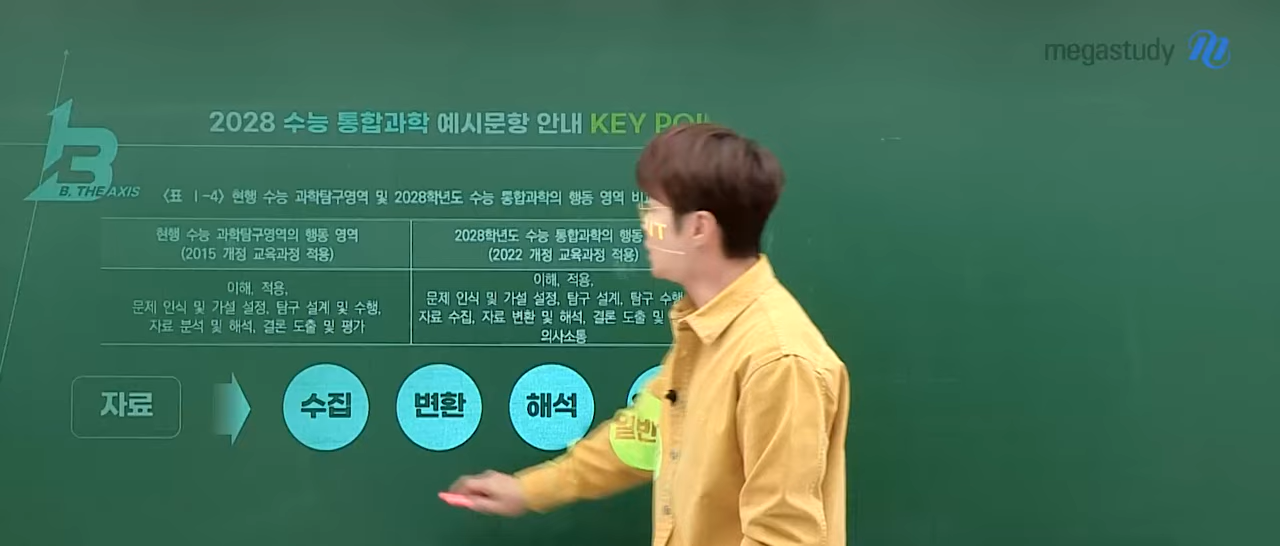 megastudy
2028 수능 통합과학 예시문항 안내 KEY
B, THE AXIS
<표 Ⅰ-4> 현행 수능 과학탐구영역 및 2028학년도 수능 통합과학의 행동 영역
현행 수능 과학탐구영역의 행동 영역
(2015 개정 교육과정 적용)
2028학년도 수능 통합과학의 행동
(2022 개정 교육과정 적용)
이해, 적용,
문제 인식 및 가설 설정, 탐구 설계 및 수행,
자료 분석 및 해석, 결론 도출 및 평가
이해, 적용,
문제 인식 및 가설 설정, 탐구 설계, 탐구 수행
자료 수집, 자료 변환 및 해석, 결론 도출 및
의사소통
자료
수집
변환
해석
일반